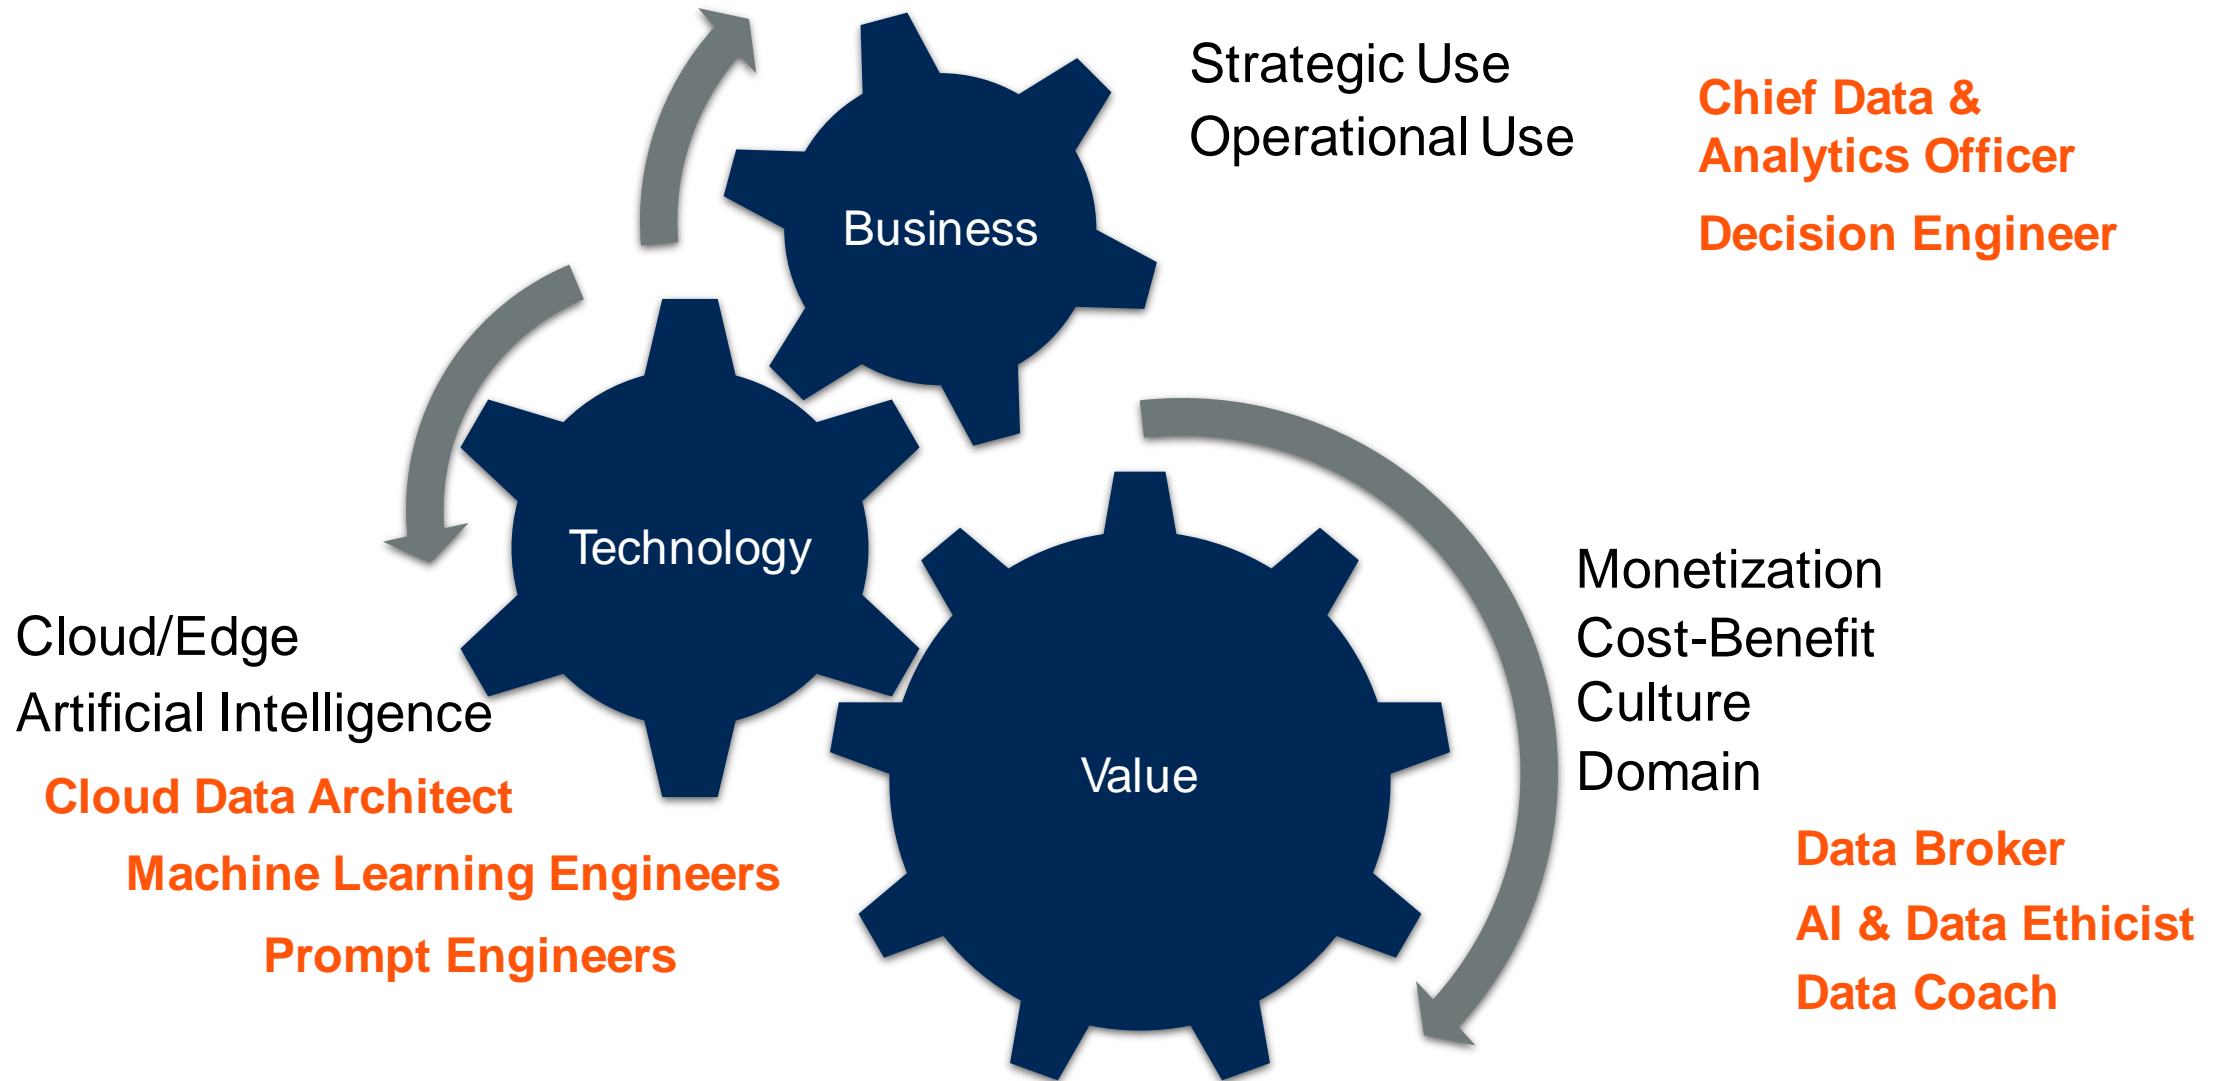 Strategic Use
Operational Use
Chief Data &
Analytics Officer
Decision Engineer
Business
Technology
Cloud/Edge
Artificial Intelligence
Cloud Data Architect
Machine Learning Engineers
Prompt Engineers
Value
Monetization
Cost-Benefit
Culture
Domain
Data Broker
AI & Data Ethicist
Data Coach